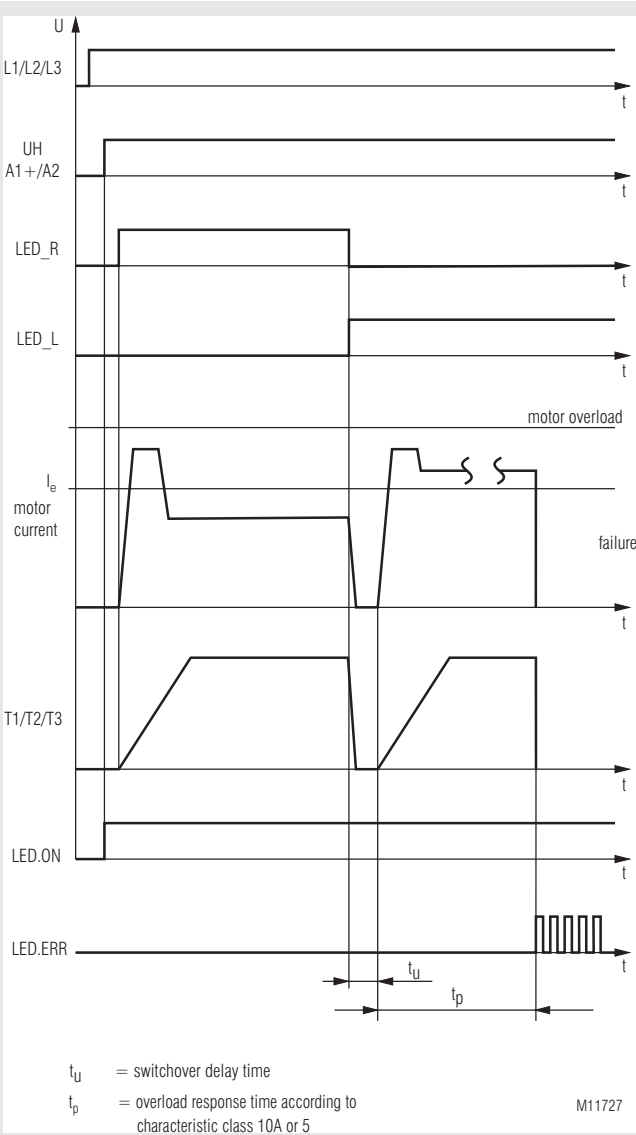 U
L1/L2/L3
t
UH
A1+/A2
t
LED_R
t
LED_L
t
motor overload
Ie
motor
current
failure
t
T1/T2/T3
t
LED.ON
t
LED.ERR
t
tU
tp
tU = switchover delay time
tp = overload response time according to
characteristic class 10A or 5
M11727